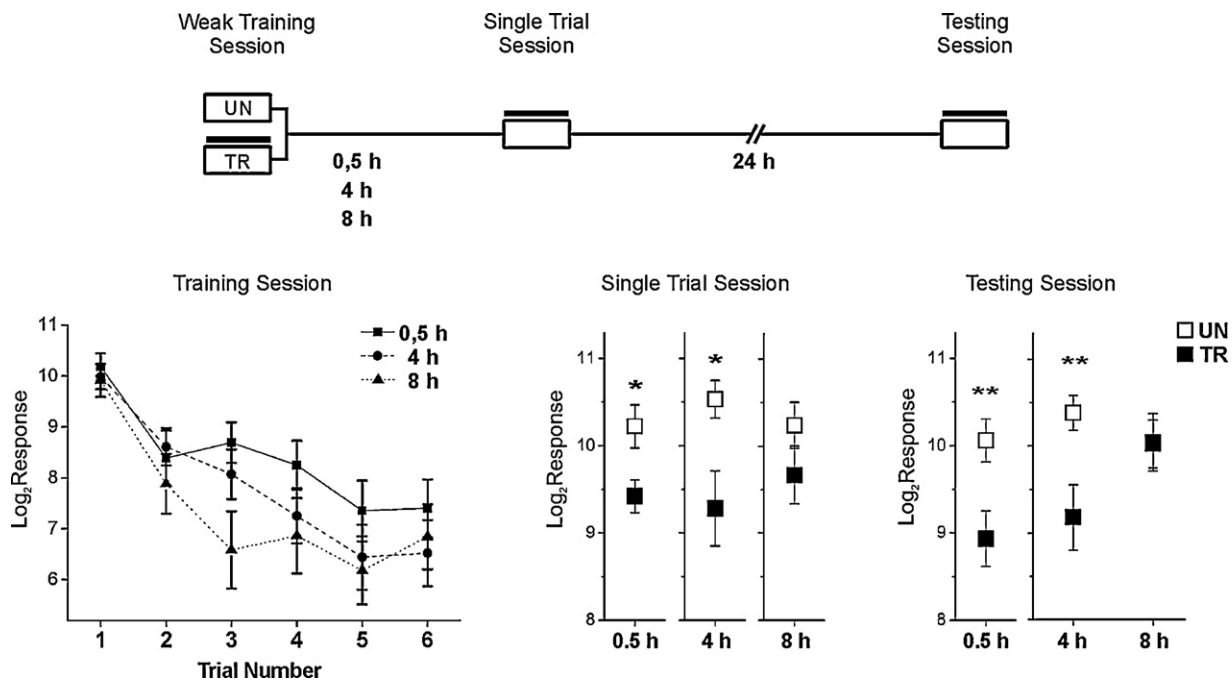 Weak Training
Session
Single Trial
Session
Testing
Session
UN
TR
0,5 h
4 h
8 h
24 h
Training Session
Single Trial Session
Testing Session
0,5 h
4 h
8 h
UN
TR
11
10
9
8
7
6
Log₂Response
1 2 3 4 5 6
Trial Number
11
10
9
8
Log₂Response
* *
0.5 h 4 h 8 h
11
10
9
8
Log₂Response
** **
0.5 h 4 h 8 h